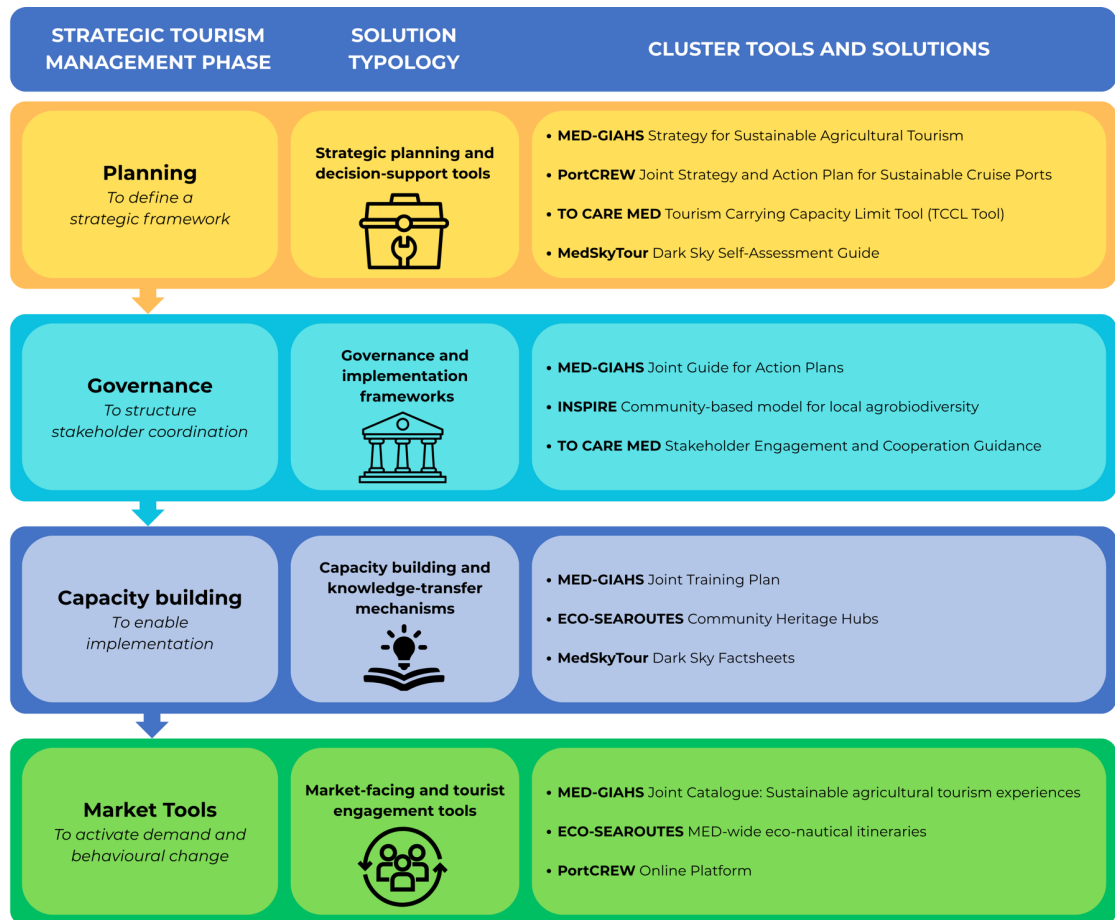 STRATEGIC TOURISM
MANAGEMENT PHASE
SOLUTION
TYPOLOGY
CLUSTER TOOLS AND SOLUTIONS
Planning
To define a
strategic framework
Strategic planning and
decision-support tools
• MED-GIAHS Strategy for Sustainable Agricultural Tourism
• PortCREW Joint Strategy and Action Plan for Sustainable Cruise Ports
• TO CARE MED Tourism Carrying Capacity Limit Tool (TCCL Tool)
• MedSkyTour Dark Sky Self-Assessment Guide
Governance
To structure
stakeholder coordination
Governance and
implementation
frameworks
• MED-GIAHS Joint Guide for Action Plans
• INSPIRE Community-based model for local agrobiodiversity
• TO CARE MED Stakeholder Engagement and Cooperation Guidance
Capacity building
To enable
implementation
Capacity building and
knowledge-transfer
mechanisms
• MED-GIAHS Joint Training Plan
• ECO-SEAROUTES Community Heritage Hubs
• MedSkyTour Dark Sky Factsheets
Market Tools
To activate demand and
behavioural change
Market-facing and tourist
engagement tools
• MED-GIAHS Joint Catalogue: Sustainable agricultural tourism experiences
• ECO-SEAROUTES MED-wide eco-nautical itineraries
• PortCREW Online Platform